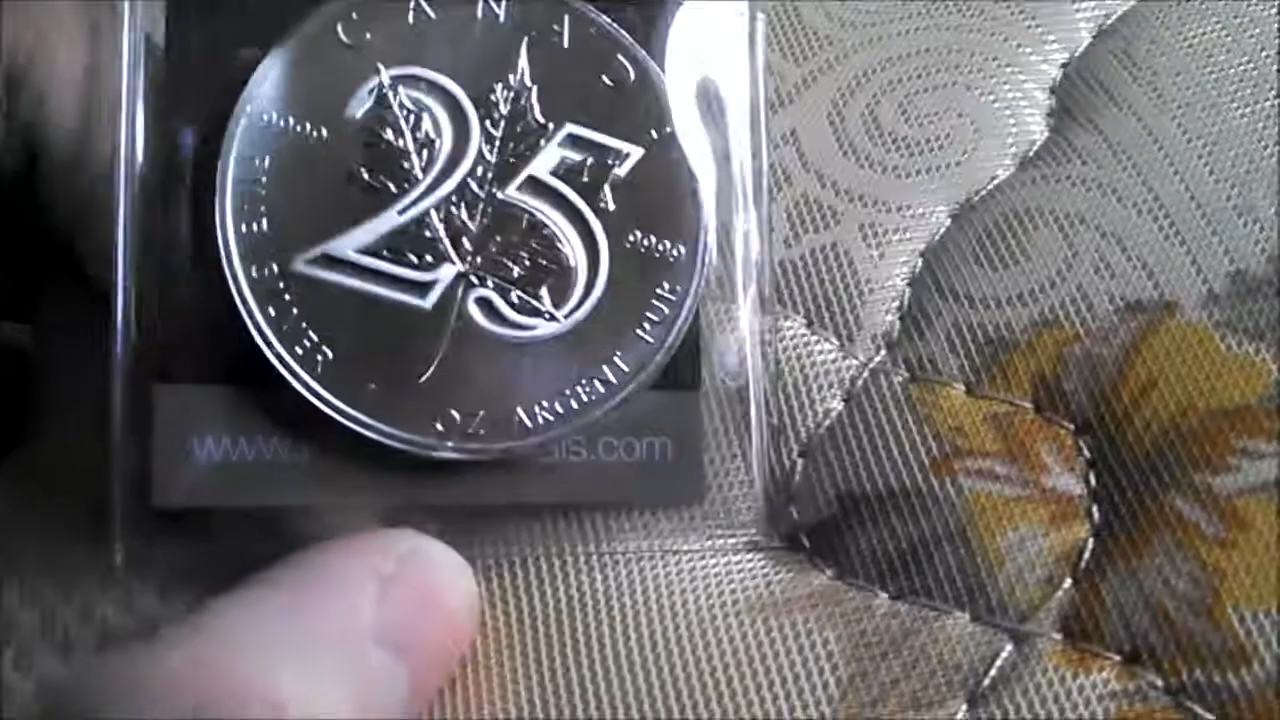 CANADA
25
9999
9999
FINE SILVER
OZ ARGENT PUR
www.
is.com